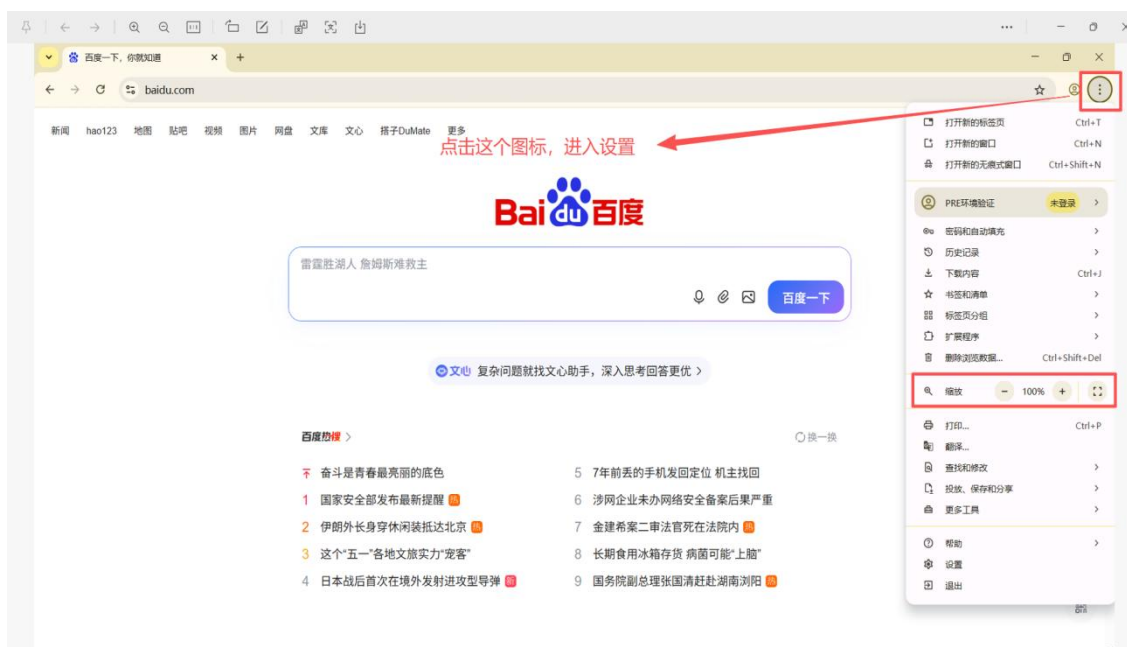 百度一下，你就知道
baidu.com
新闻 hao123 地图 贴吧 视频 图片 网盘 文库 文心 搭子DuMate 更多
点击这个图标，进入设置
Bai du 百度
雷霆胜湖人 詹姆斯难救主
百度一下
文心 复杂问题就找文心助手，深入思考回答更优 >
百度热搜 >
换一换
奋斗是青春最亮丽的底色
1 国家安全部发布最新提醒 热
2 伊朗外长身穿休闲装抵达北京 热
3 这个“五一”各地文旅实力“宠客”
4 日本战后首次在境外发射进攻型导弹 新
5 7年前丢的手机发回定位 机主找回
6 涉网企业未办网络安全备案后果严重
7 金建希案二审法官死在法院内 热
8 长期食用冰箱存货 病菌可能“上脑”
9 国务院副总理张国清赶赴湖南浏阳 热
打开新的标签页 Ctrl+T
打开新的窗口 Ctrl+N
打开新的无痕式窗口 Ctrl+Shift+N
PRE环境验证 未登录 >
密码和自动填充 >
历史记录 >
下载内容 Ctrl+J
书签和清单 >
标签页分组 >
扩展程序 >
删除浏览数据... Ctrl+Shift+Del
缩放 − 100% +
打印... Ctrl+P
翻译...
查找和修改 >
投放、保存和分享 >
更多工具 >
帮助 >
设置
退出